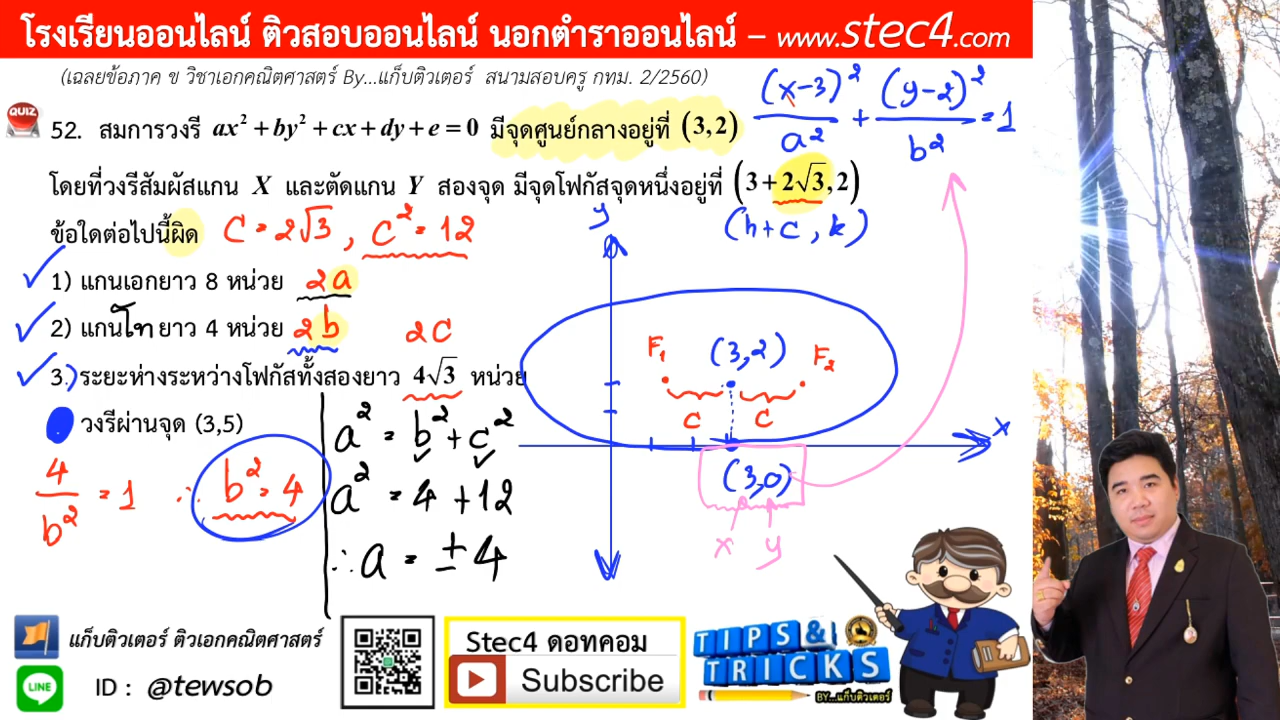 โรงเรียนออนไลน์ ติวสอบออนไลน์ นอกตำราออนไลน์ – www.stec4.com
(เฉลยข้อภาค ข วิชาเอกคณิตศาสตร์ By...แก็บติวเตอร์ สนามสอบครู กทม. 2/2560)
(x-3)²/a² + (y-2)²/b² = 1
QUIZ
52. สมการวงรี ax² + by² + cx + dy + e = 0 มีจุดศูนย์กลางอยู่ที่ (3,2)
โดยที่วงรีสัมผัสแกน X และตัดแกน Y สองจุด มีจุดโฟกัสจุดหนึ่งอยู่ที่ (3+2√3,2)
ข้อใดต่อไปนี้ผิด C = 2√3 , C² = 12
(h+c, k)
y
1) แกนเอกยาว 8 หน่วย 2a
2) แกนโทยาว 4 หน่วย 2b
2C
3.) ระยะห่างระหว่างโฟกัสทั้งสองยาว 4√3 หน่วย
F₁ (3,2) F₂
C C
x
วงรีผ่านจุด (3,5)
4/b² = 1 ∴ b² = 4
a² = b² + c²
a² = 4 + 12
∴ a = ± 4
(3,0)
x y
แก็บติวเตอร์ ติวเอกคณิตศาสตร์
LINE
ID : @tewsob
Stec4 ดอทคอม
Subscribe
TIPS &
TRICKS
BY...แก็บติวเตอร์